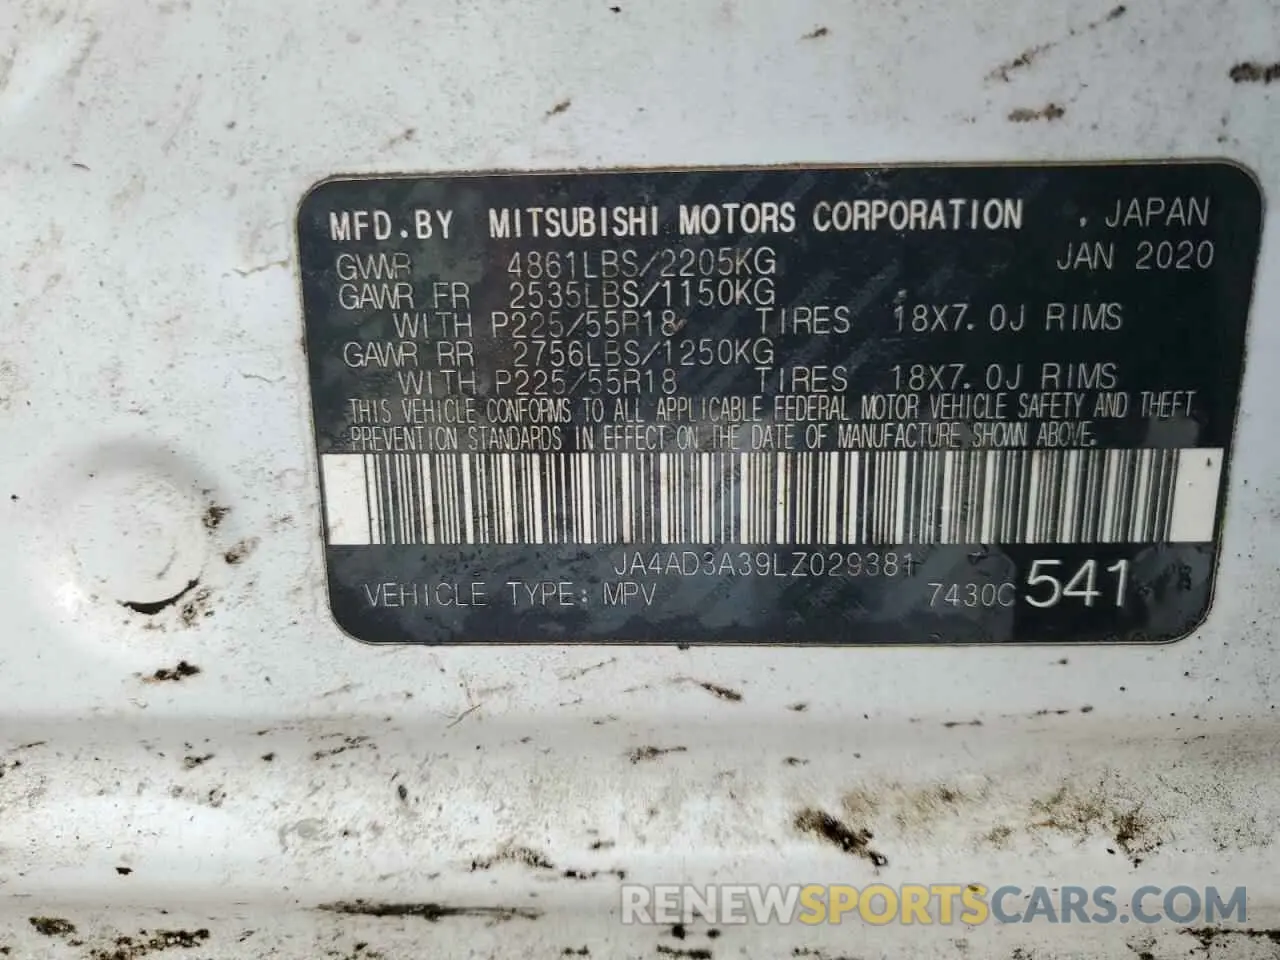 MFD.BY MITSUBISHI MOTORS CORPORATION , JAPAN
GVWR 4861LBS/2205KG JAN 2020
GAWR FR 2535LBS/1150KG
WITH P225/55R18 TIRES 18X7.0J RIMS
GAWR RR 2756LBS/1250KG
WITH P225/55R18 TIRES 18X7.0J RIMS
THIS VEHICLE CONFORMS TO ALL APPLICABLE FEDERAL MOTOR VEHICLE SAFETY AND THEFT
PREVENTION STANDARDS IN EFFECT ON THE DATE OF MANUFACTURE SHOWN ABOVE.
JA4AD3A39LZ029381
VEHICLE TYPE: MPV 7430C 541
RENEWSPORTSCARS.COM